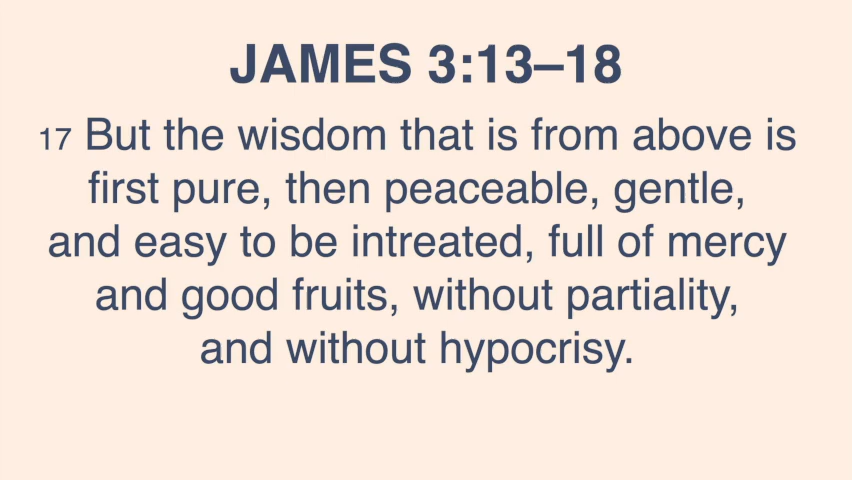 JAMES 3:13–18
17 But the wisdom that is from above is
first pure, then peaceable, gentle,
and easy to be intreated, full of mercy
and good fruits, without partiality,
and without hypocrisy.